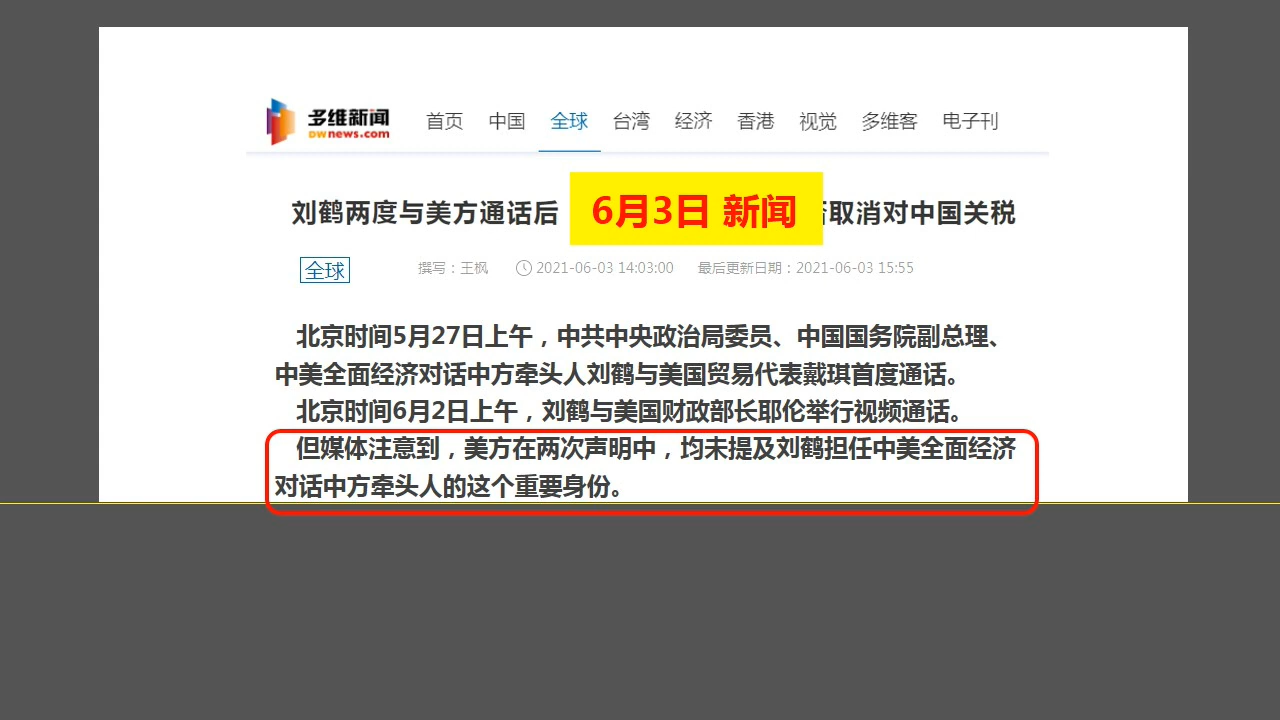 多维新闻
DWnews.com
首页 中国 全球 台湾 经济 香港 视觉 多维客 电子刊
刘鹤两度与美方通话后 6月3日 新闻 取消对中国关税
全球 撰写：王枫 2021-06-03 14:03:00 最后更新日期：2021-06-03 15:55
北京时间5月27日上午，中共中央政治局委员、中国国务院副总理、
中美全面经济对话中方牵头人刘鹤与美国贸易代表戴琪首度通话。
北京时间6月2日上午，刘鹤与美国财政部长耶伦举行视频通话。
但媒体注意到，美方在两次声明中，均未提及刘鹤担任中美全面经济
对话中方牵头人的这个重要身份。